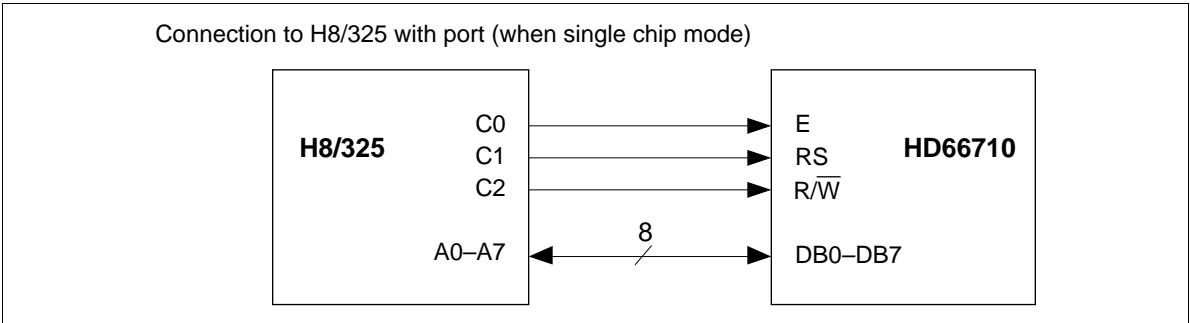 Connection to H8/325 with port (when single chip mode)
H8/325
C0
C1
C2
A0–A7
8
E
RS
R/W̅
DB0–DB7
HD66710